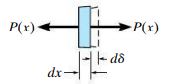 P(x) P(x)
dδ
dx